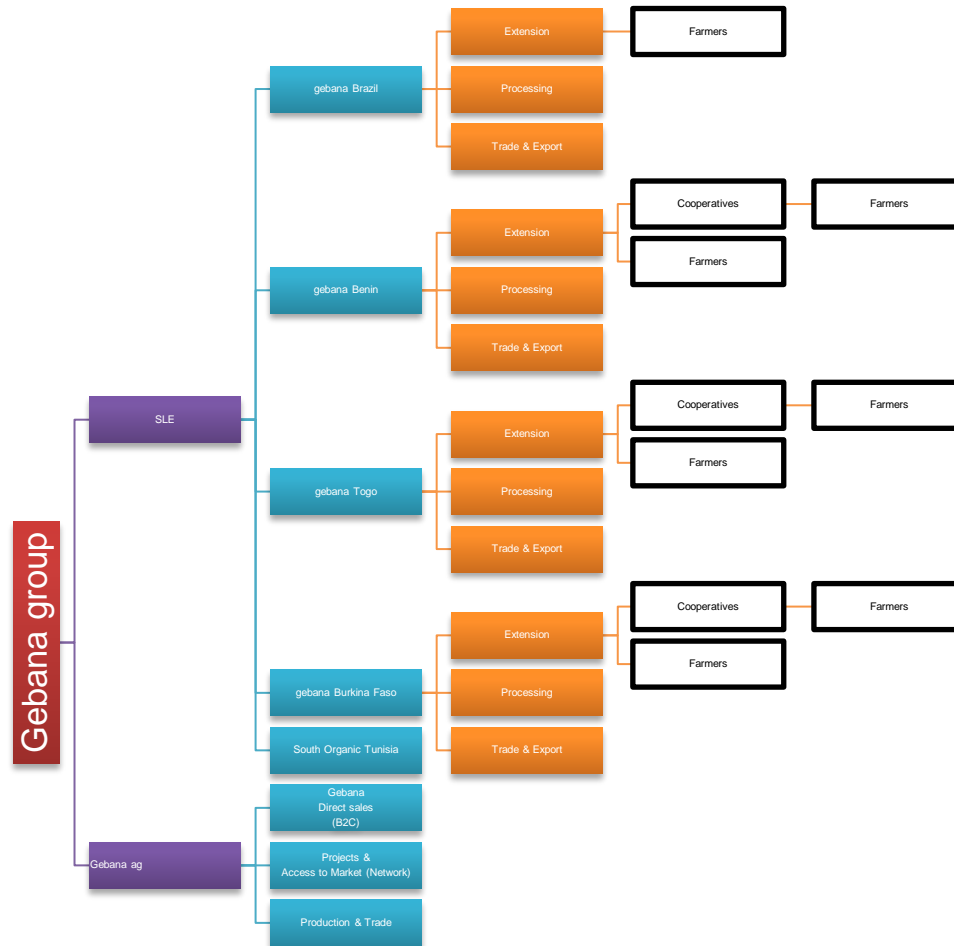 Gebana group
SLE
gebana Brazil
Extension
Farmers
Processing
Trade & Export
gebana Benin
Extension
Cooperatives
Farmers
Farmers
Processing
Trade & Export
gebana Togo
Extension
Cooperatives
Farmers
Farmers
Processing
Trade & Export
gebana Burkina Faso
Extension
Cooperatives
Farmers
Farmers
Processing
Trade & Export
South Organic Tunisia
Gebana ag
Gebana
Direct sales
(B2C)
Projects &
Access to Market (Network)
Production & Trade